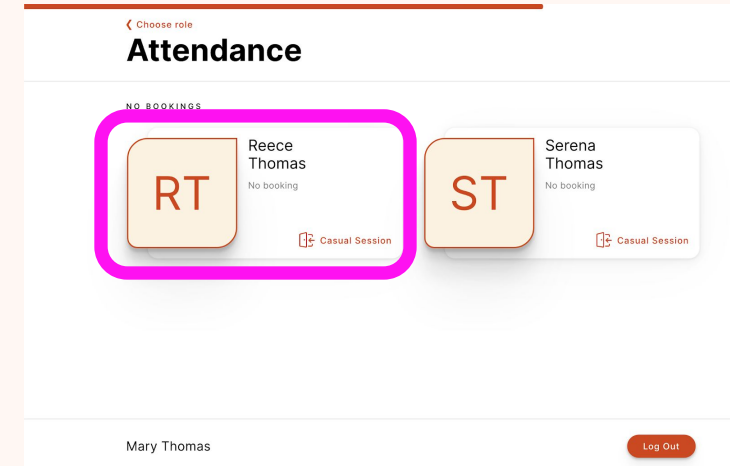 Choose role
Attendance
NO BOOKINGS
RT
Reece
Thomas
No booking
Casual Session
ST
Serena
Thomas
No booking
Casual Session
Mary Thomas
Log Out